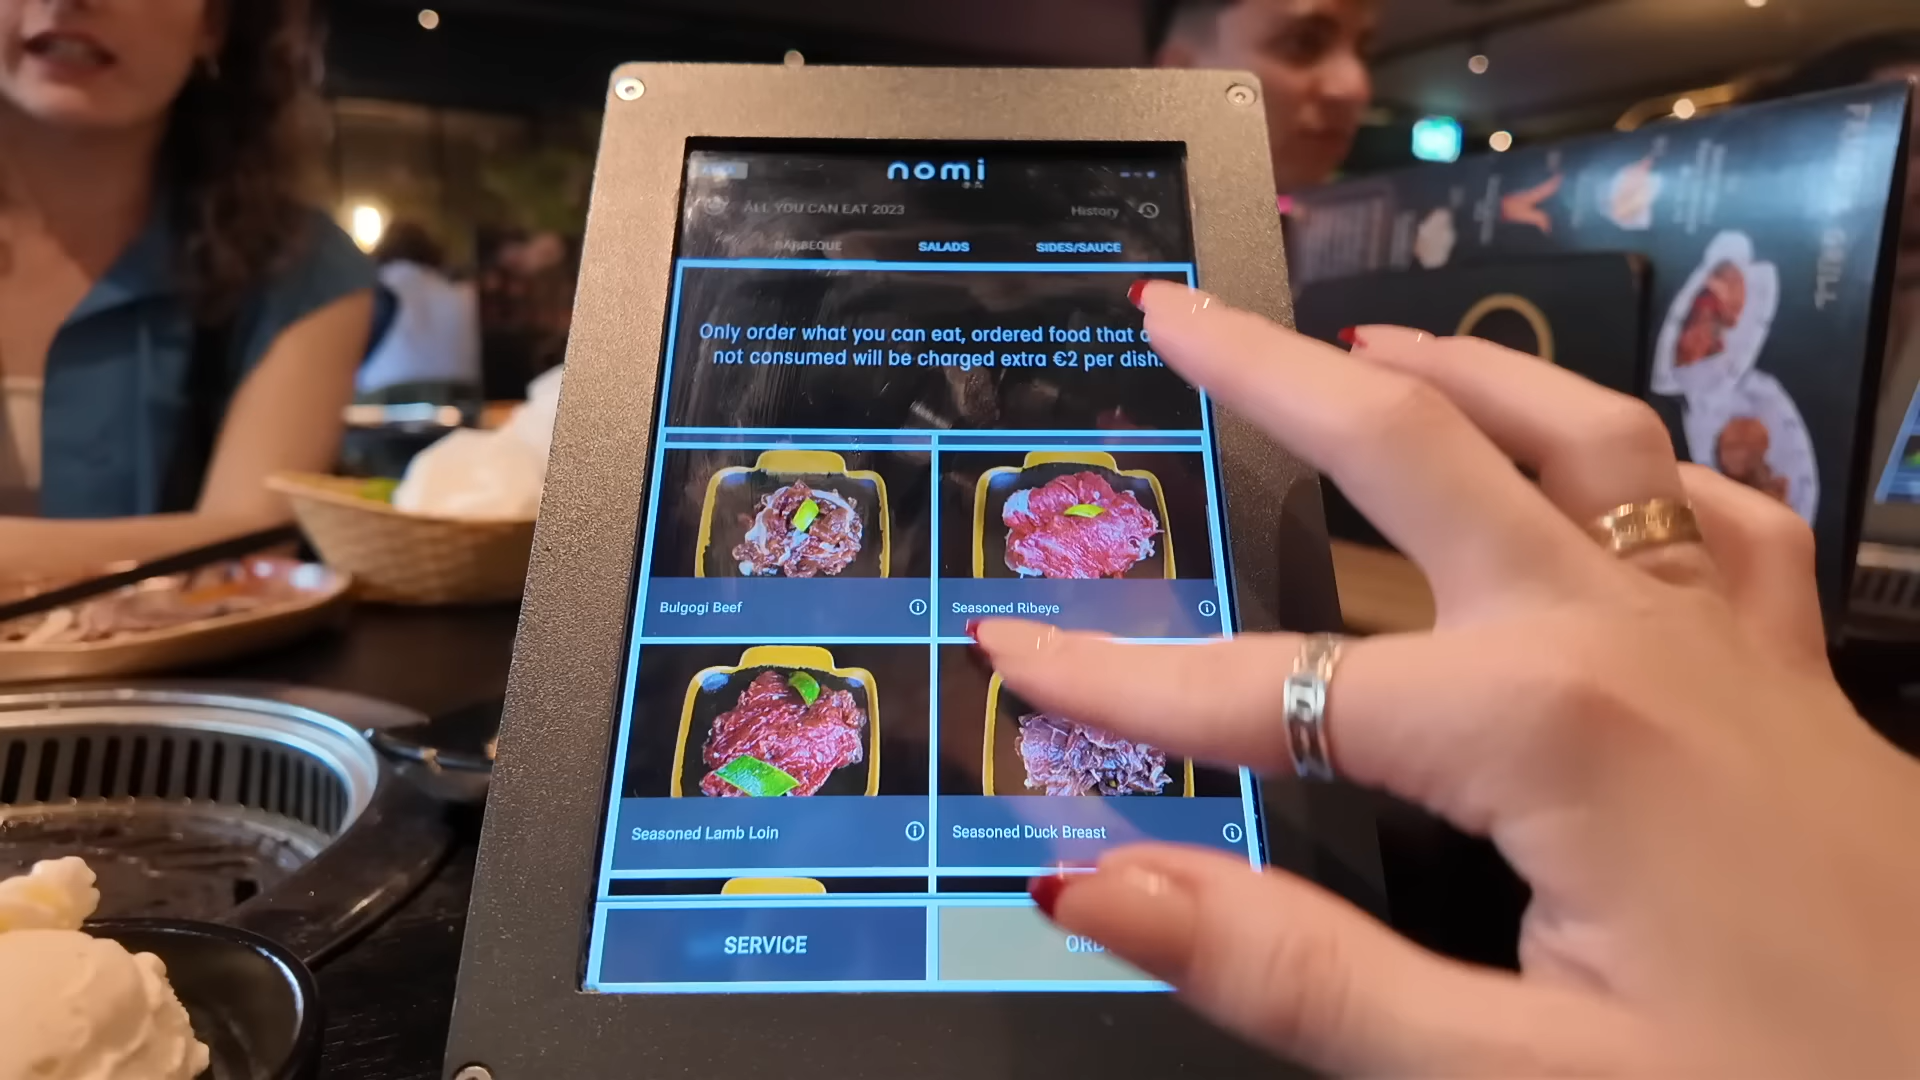 nomi
ALL YOU CAN EAT 2023
History
BARBEQUE
SALADS
SIDES/SAUCE
Only order what you can eat, ordered food that
not consumed will be charged extra €2 per dish.
Bulgogi Beef
Seasoned Ribeye
Seasoned Lamb Loin
Seasoned Duck Breast
SERVICE